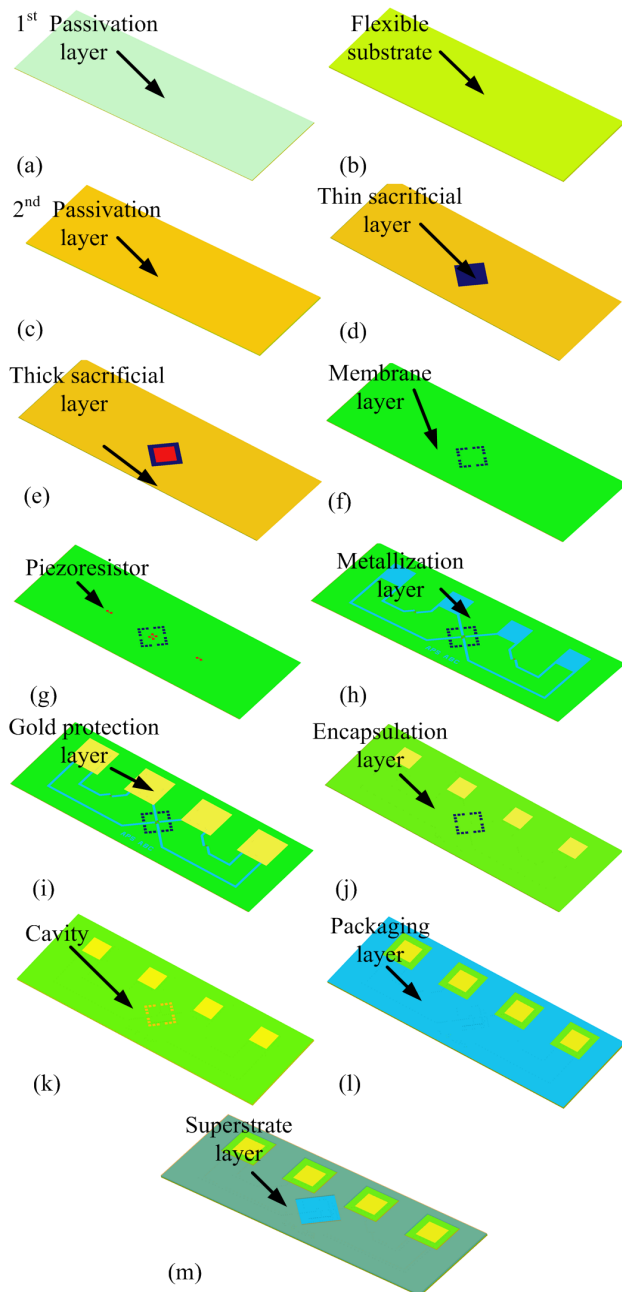 1st Passivation
layer
(a)
Flexible
substrate
(b)
2nd Passivation
layer
(c)
Thin sacrificial
layer
(d)
Thick sacrificial
layer
(e)
Membrane
layer
(f)
Piezoresistor
(g)
Metallization
layer
(h)
Gold protection
layer
(i)
Encapsulation
layer
(j)
Cavity
(k)
Packaging
layer
(l)
Superstrate
layer
(m)